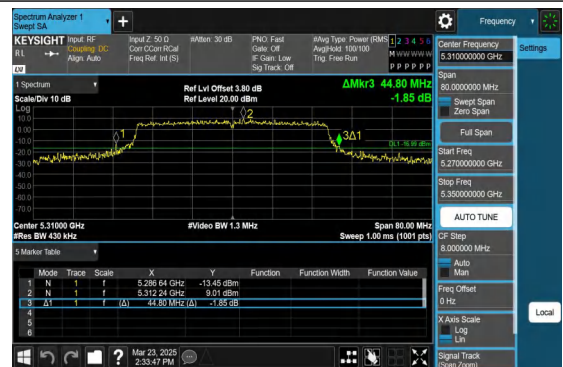 Spectrum Analyzer 1
Swept SA
Frequency
KEYSIGHT
RL
Input: RF
Coupling: DC
Align: Auto
Input Z: 50 Ω
Corr CCorr RCal
Freq Ref: Int (S)
#Atten: 30 dB
PNO: Fast
Gate: Off
IF Gain: Low
Sig Track: Off
#Avg Type: Power (RMS
Avg|Hold: 100/100
Trig: Free Run
1 2 3 4 5 6
M W W W W W
P P P P P P
LXI
1 Spectrum
Scale/Div 10 dB
Ref Lvl Offset 3.80 dB
Ref Level 20.00 dBm
ΔMkr3 44.80 MHz
-1.85 dB
Log
10.0
0.00
-10.0
-20.0
-30.0
-40.0
-50.0
-60.0
-70.0
1
2
3Δ1
DL1 -16.99 dBm
Center 5.31000 GHz
#Res BW 430 kHz
#Video BW 1.3 MHz
Span 80.00 MHz
Sweep 1.00 ms (1001 pts)
5 Marker Table
Mode Trace Scale X Y Function Function Width Function Value
1 N 1 f 5.286 64 GHz -13.45 dBm
2 N 1 f 5.312 24 GHz 9.01 dBm
3 Δ1 1 f (Δ) 44.80 MHz (Δ) -1.85 dB
4
5
6
Mar 23, 2025
2:33:47 PM
Center Frequency
5.310000000 GHz
Span
80.0000000 MHz
Swept Span
Zero Span
Full Span
Start Freq
5.270000000 GHz
Stop Freq
5.350000000 GHz
AUTO TUNE
CF Step
8.000000 MHz
Auto
Man
Freq Offset
0 Hz
X Axis Scale
Log
Lin
Signal Track
(Span Zoom)
Settings
Local